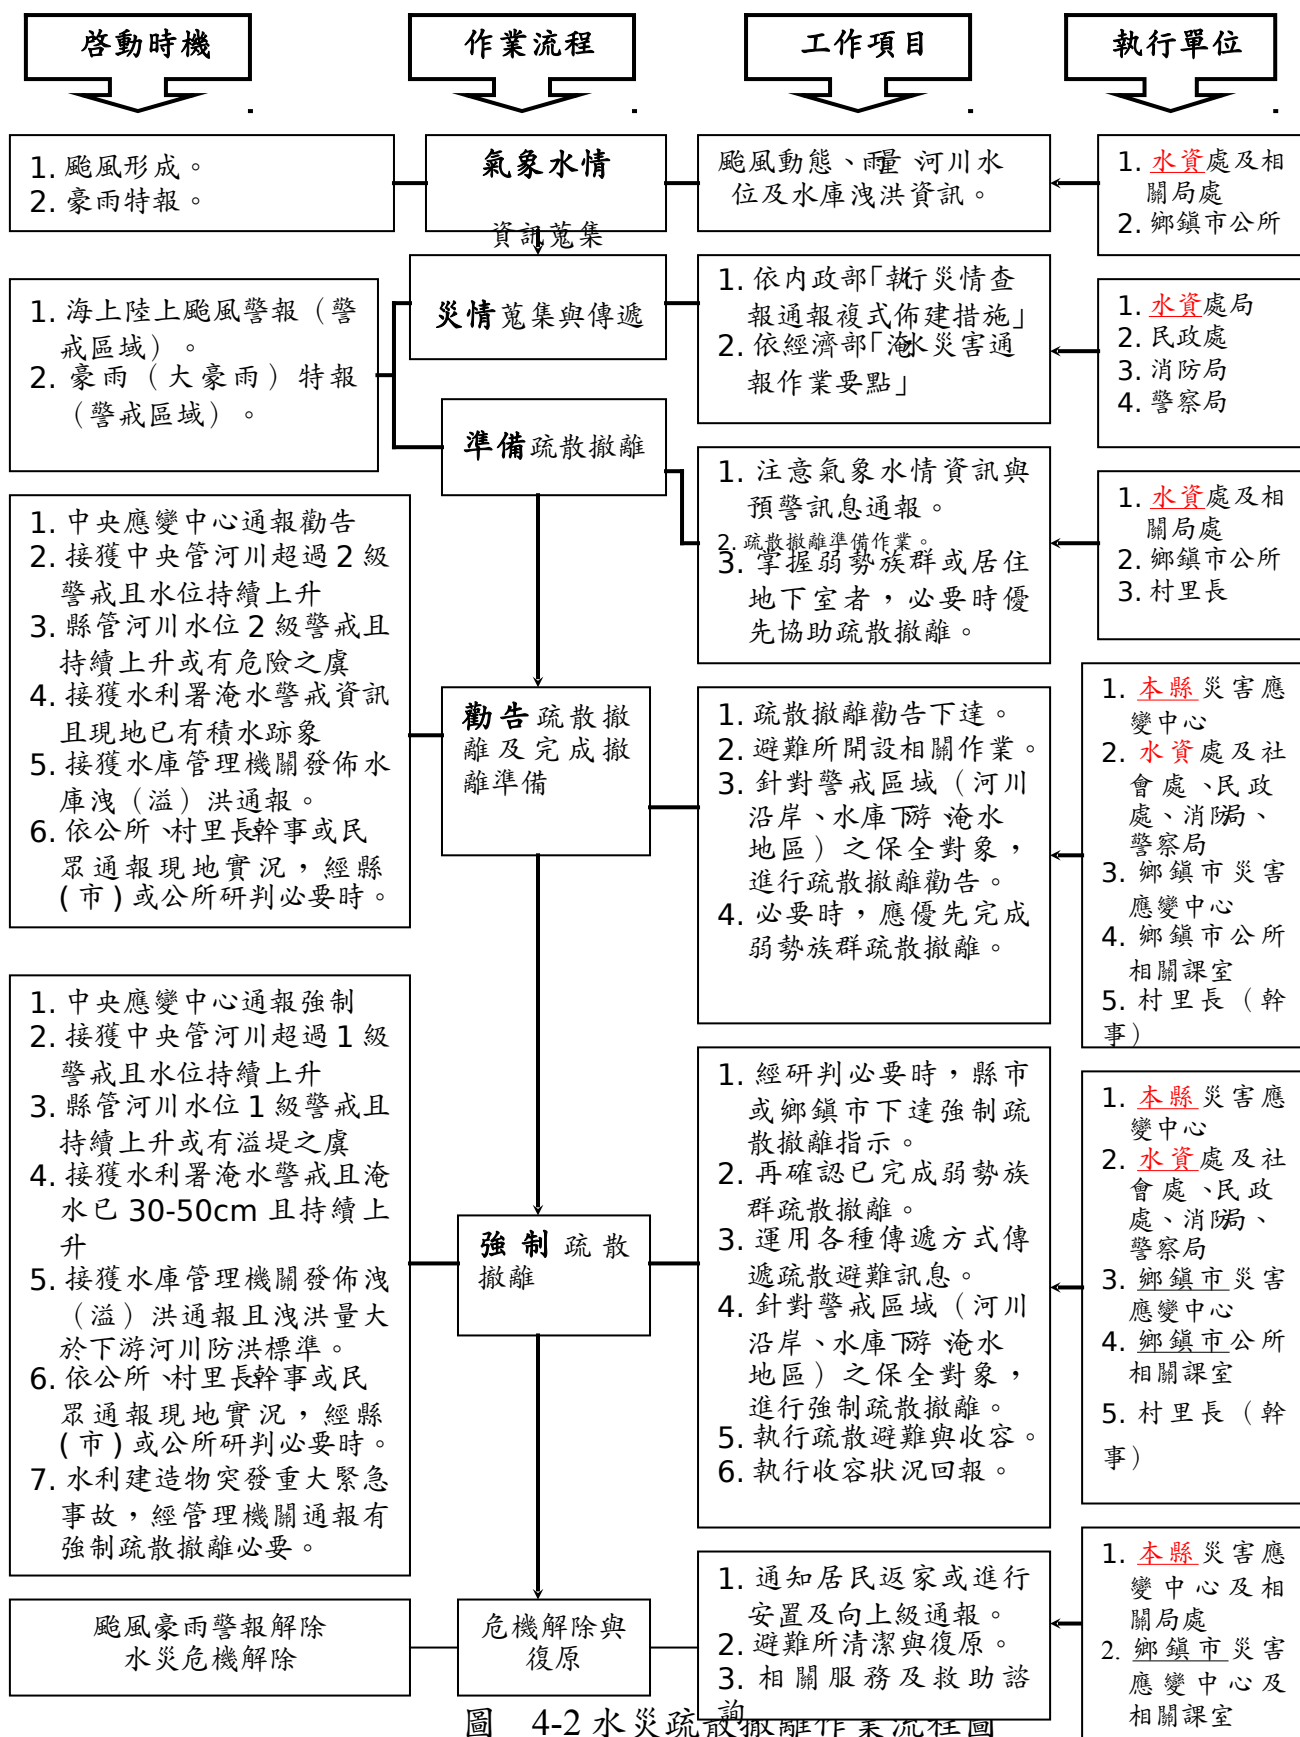 啓動時機
作業流程
工作項目
執行單位
1. 颱風形成。
2. 豪雨特報。
氣象水情
資訊蒐集
颱風動態、雨量、河川水
位及水庫洩洪資訊。
1. 水資處及相
關局處
2. 鄉鎮市公所
1. 海上陸上颱風警報（警
戒區域）。
2. 豪雨（大豪雨）特報
（警戒區域）。
災情蒐集與傳遞
1. 依內政部「執行災情查
報通報複式佈建措施」
2. 依經濟部「淹水災害通
報作業要點」
1. 水資處局
2. 民政處
3. 消防局
4. 警察局
準備疏散撤離
1. 注意氣象水情資訊與
預警訊息通報。
2. 疏散撤離準備作業。
3. 掌握弱勢族群或居住
地下室者，必要時優
先協助疏散撤離。
1. 水資處及相
關局處
2. 鄉鎮市公所
3. 村里長
1. 中央應變中心通報勸告
2. 接獲中央管河川超過 2 級
警戒且水位持續上升
3. 縣管河川水位 2 級警戒且
持續上升或有危險之虞
4. 接獲水利署淹水警戒資訊
且現地已有積水跡象
5. 接獲水庫管理機關發佈水
庫洩（溢）洪通報。
6. 依公所、村里長幹事或民
眾通報現地實況，經縣
(市)或公所研判必要時。
勸告疏散撤
離及完成撤
離準備
1. 疏散撤離勸告下達。
2. 避難所開設相關作業。
3. 針對警戒區域（河川
沿岸、水庫下游、淹水
地區）之保全對象，
進行疏散撤離勸告。
4. 必要時，應優先完成
弱勢族群疏散撤離。
1. 本縣災害應
變中心
2. 水資處及社
會處、民政
處、消防局、
警察局
3. 鄉鎮市災害
應變中心
4. 鄉鎮市公所
相關課室
5. 村里長（幹
事）
1. 中央應變中心通報強制
2. 接獲中央管河川超過 1 級
警戒且水位持續上升
3. 縣管河川水位 1 級警戒且
持續上升或有溢堤之虞
4. 接獲水利署淹水警戒且淹
水已 30-50cm 且持續上
升
5. 接獲水庫管理機關發佈洩
（溢）洪通報且洩洪量大
於下游河川防洪標準。
6. 依公所、村里長幹事或民
眾通報現地實況，經縣
(市)或公所研判必要時。
7. 水利建造物突發重大緊急
事故，經管理機關通報有
強制疏散撤離必要。
強制疏散
撤離
1. 經研判必要時，縣市
或鄉鎮市下達強制疏
散撤離指示。
2. 再確認已完成弱勢族
群疏散撤離。
3. 運用各種傳遞方式傳
遞疏散避難訊息。
4. 針對警戒區域（河川
沿岸、水庫下游、淹水
地區）之保全對象，
進行強制疏散撤離。
5. 執行疏散避難與收容。
6. 執行收容狀況回報。
1. 本縣災害應
變中心
2. 水資處及社
會處、民政
處、消防局、
警察局
3. 鄉鎮市災害
應變中心
4. 鄉鎮市公所
相關課室
5. 村里長（幹
事）
颱風豪雨警報解除
水災危機解除
危機解除與
復原
1. 通知居民返家或進行
安置及向上級通報。
2. 避難所清潔與復原。
3. 相關服務及救助諮
詢
1. 本縣災害應
變中心及相
關局處
2. 鄉鎮市災害
應變中心及
相關課室
圖 4-2 水災疏散撤離作業流程圖